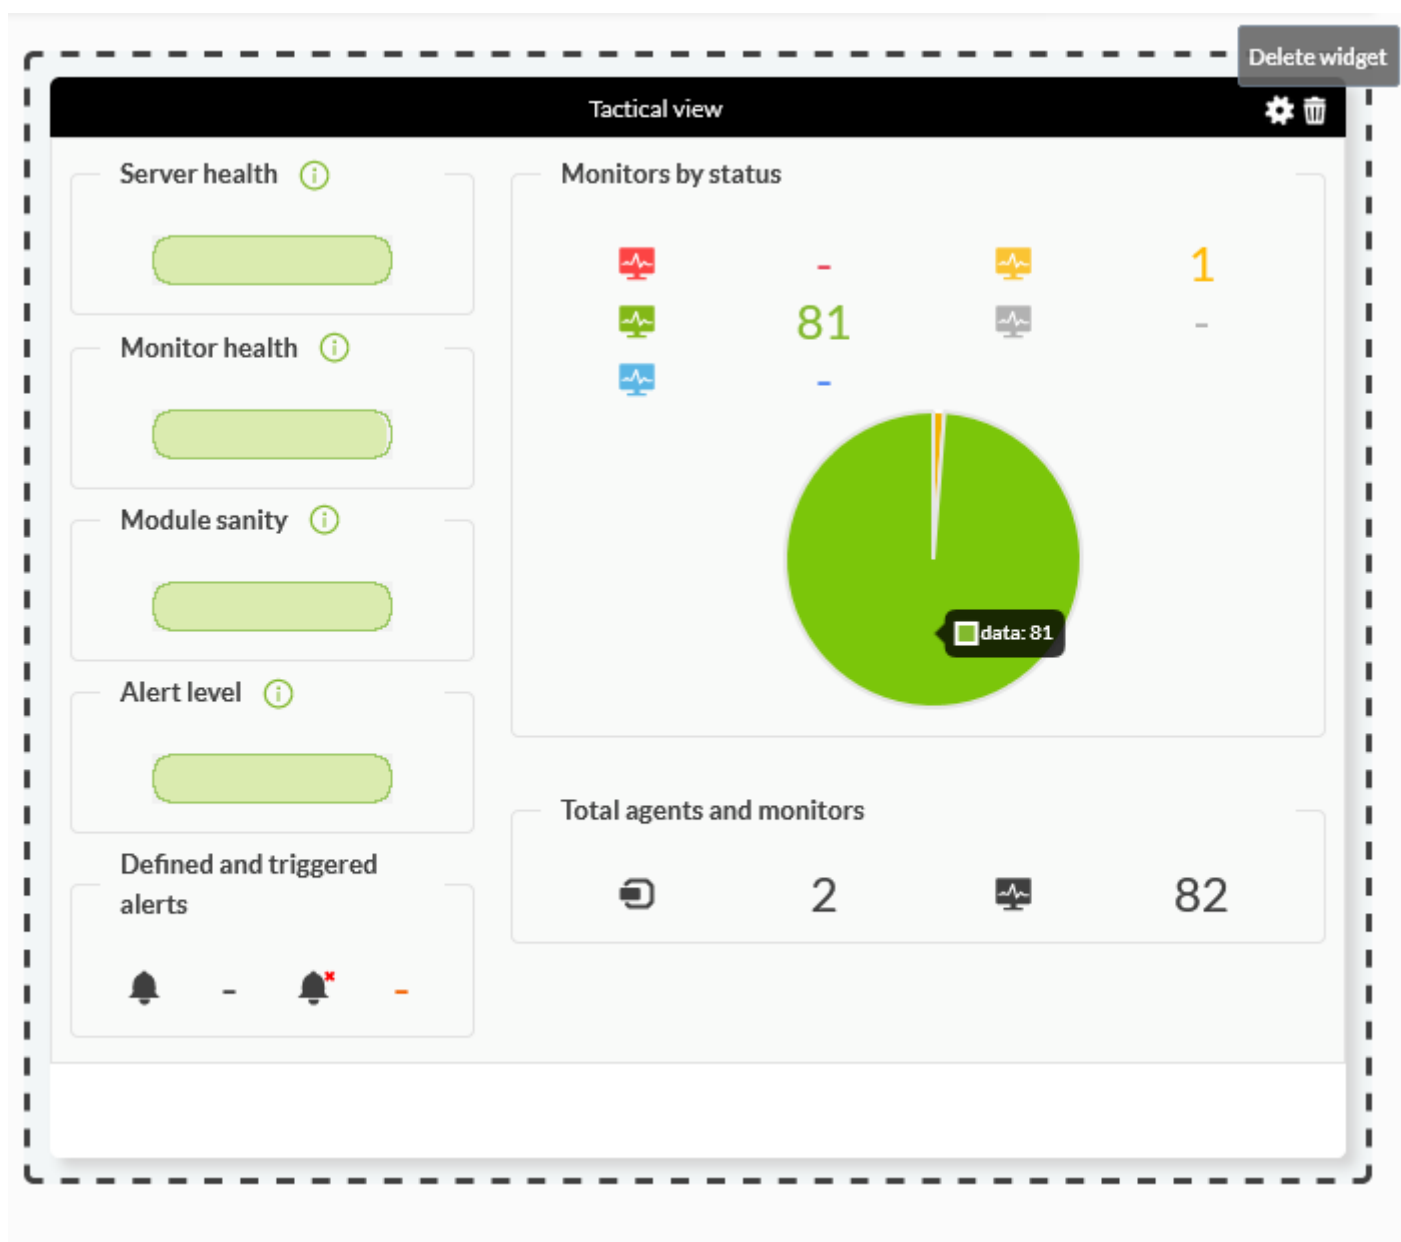 Delete widget
Tactical view
Server health
Monitor health
Module sanity
Alert level
Defined and triggered
alerts
- -
Monitors by status
- 1
81 -
-
data: 81
Total agents and monitors
2 82